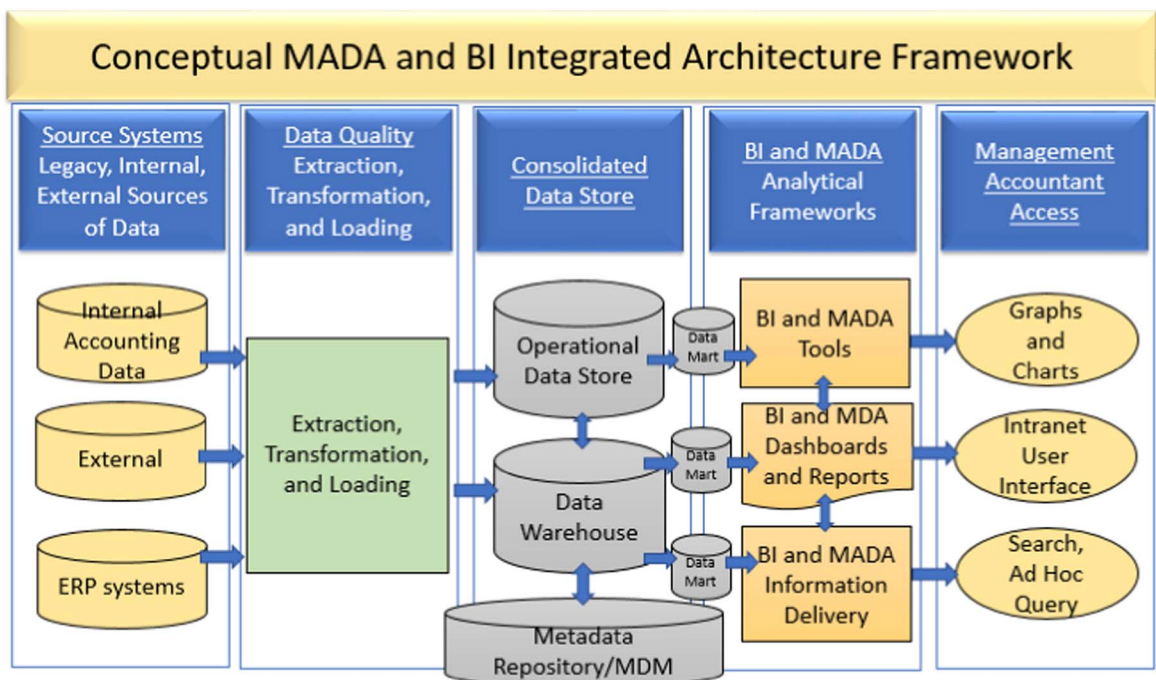 Conceptual MADA and BI Integrated Architecture Framework
Source Systems
Legacy, Internal,
External Sources
of Data
Data Quality
Extraction,
Transformation,
and Loading
Consolidated
Data Store
BI and MADA
Analytical
Frameworks
Management
Accountant
Access
Internal
Accounting
Data
External
ERP systems
Extraction,
Transformation,
and Loading
Operational
Data Store
Data
Warehouse
Metadata
Repository/MDM
Data
Mart
Data
Mart
Data
Mart
BI and MADA
Tools
BI and MDA
Dashboards
and Reports
BI and MADA
Information
Delivery
Graphs
and
Charts
Intranet
User
Interface
Search,
Ad Hoc
Query